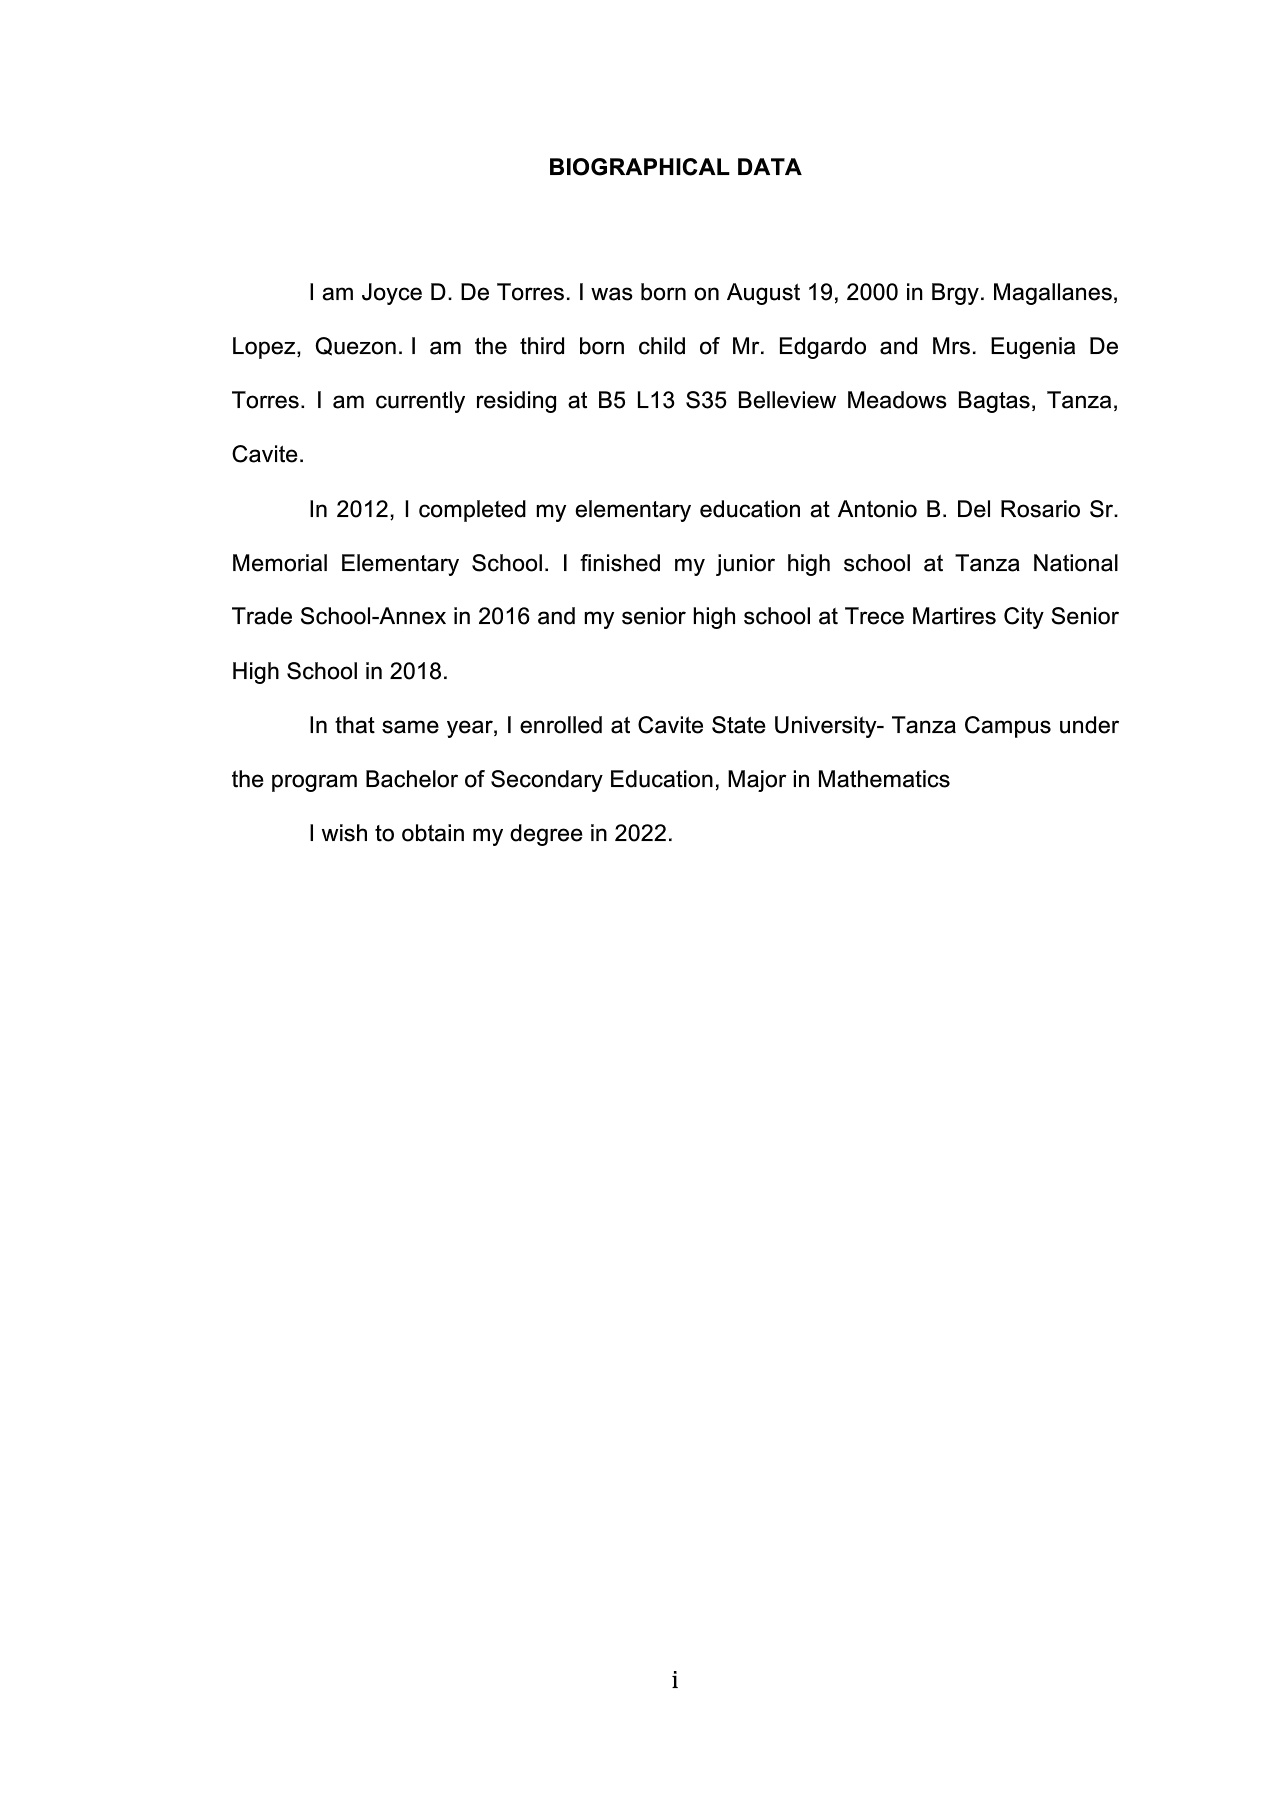 BIOGRAPHICAL DATA
I am Joyce D. De Torres. I was born on August 19, 2000 in Brgy. Magallanes,
Lopez, Quezon. I am the third born child of Mr. Edgardo and Mrs. Eugenia De
Torres. I am currently residing at B5 L13 S35 Belleview Meadows Bagtas, Tanza,
Cavite.
In 2012, I completed my elementary education at Antonio B. Del Rosario Sr.
Memorial Elementary School. I finished my junior high school at Tanza National
Trade School-Annex in 2016 and my senior high school at Trece Martires City Senior
High School in 2018.
In that same year, I enrolled at Cavite State University- Tanza Campus under
the program Bachelor of Secondary Education, Major in Mathematics
I wish to obtain my degree in 2022.
i